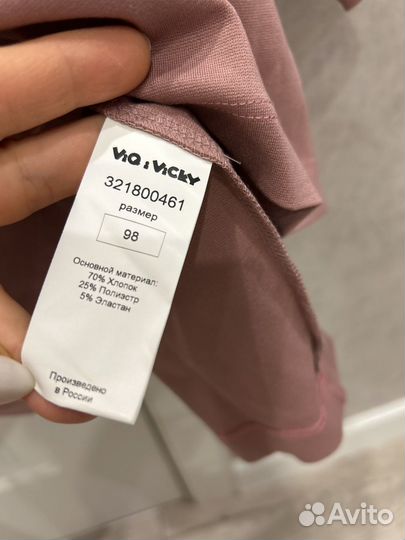 ViQ & VICKY
321800461
размер
98
Основной материал:
70% Хлопок
25% Полиэстр
5% Эластан
Произведено
в России
Avito